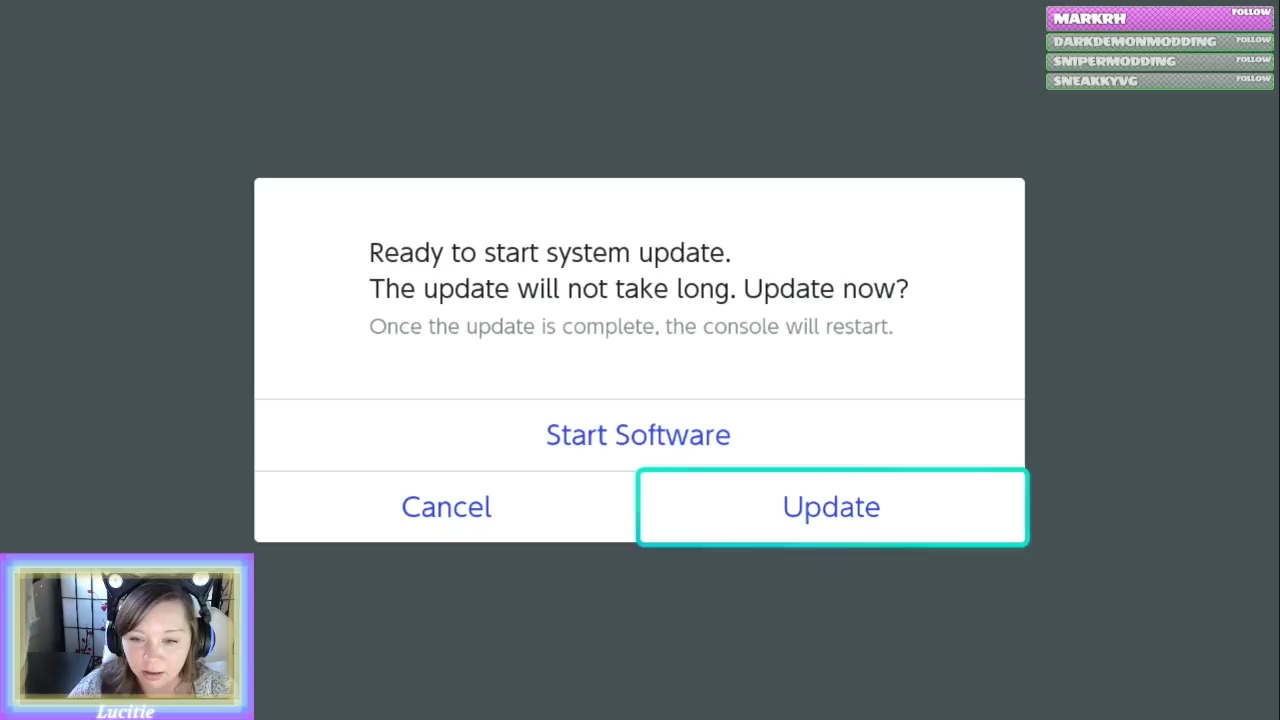 MARKRH FOLLOW
DARKDEMONMODDING FOLLOW
SNIPERMODDING FOLLOW
SNEAKKYVG FOLLOW
Ready to start system update.
The update will not take long. Update now?
Once the update is complete, the console will restart.
Start Software
Cancel Update
Lucitie